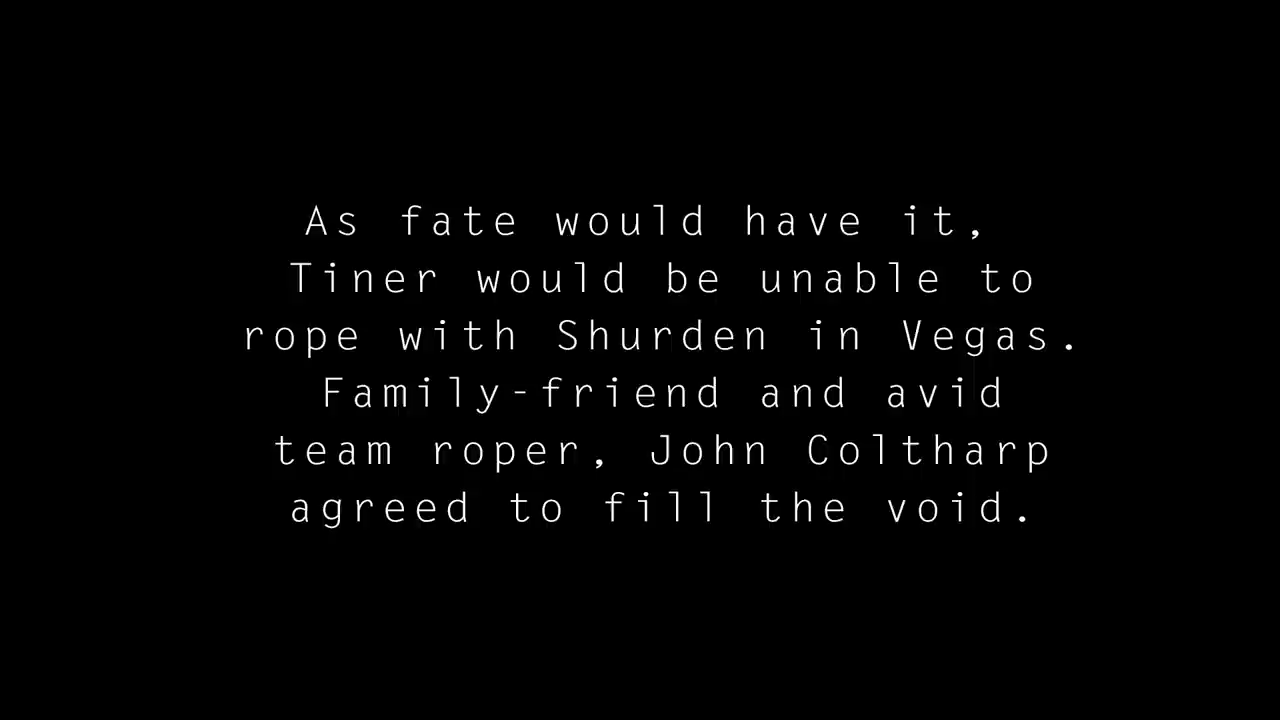 As fate would have it,
Tiner would be unable to
rope with Shurden in Vegas.
Family-friend and avid
team roper, John Coltharp
agreed to fill the void.